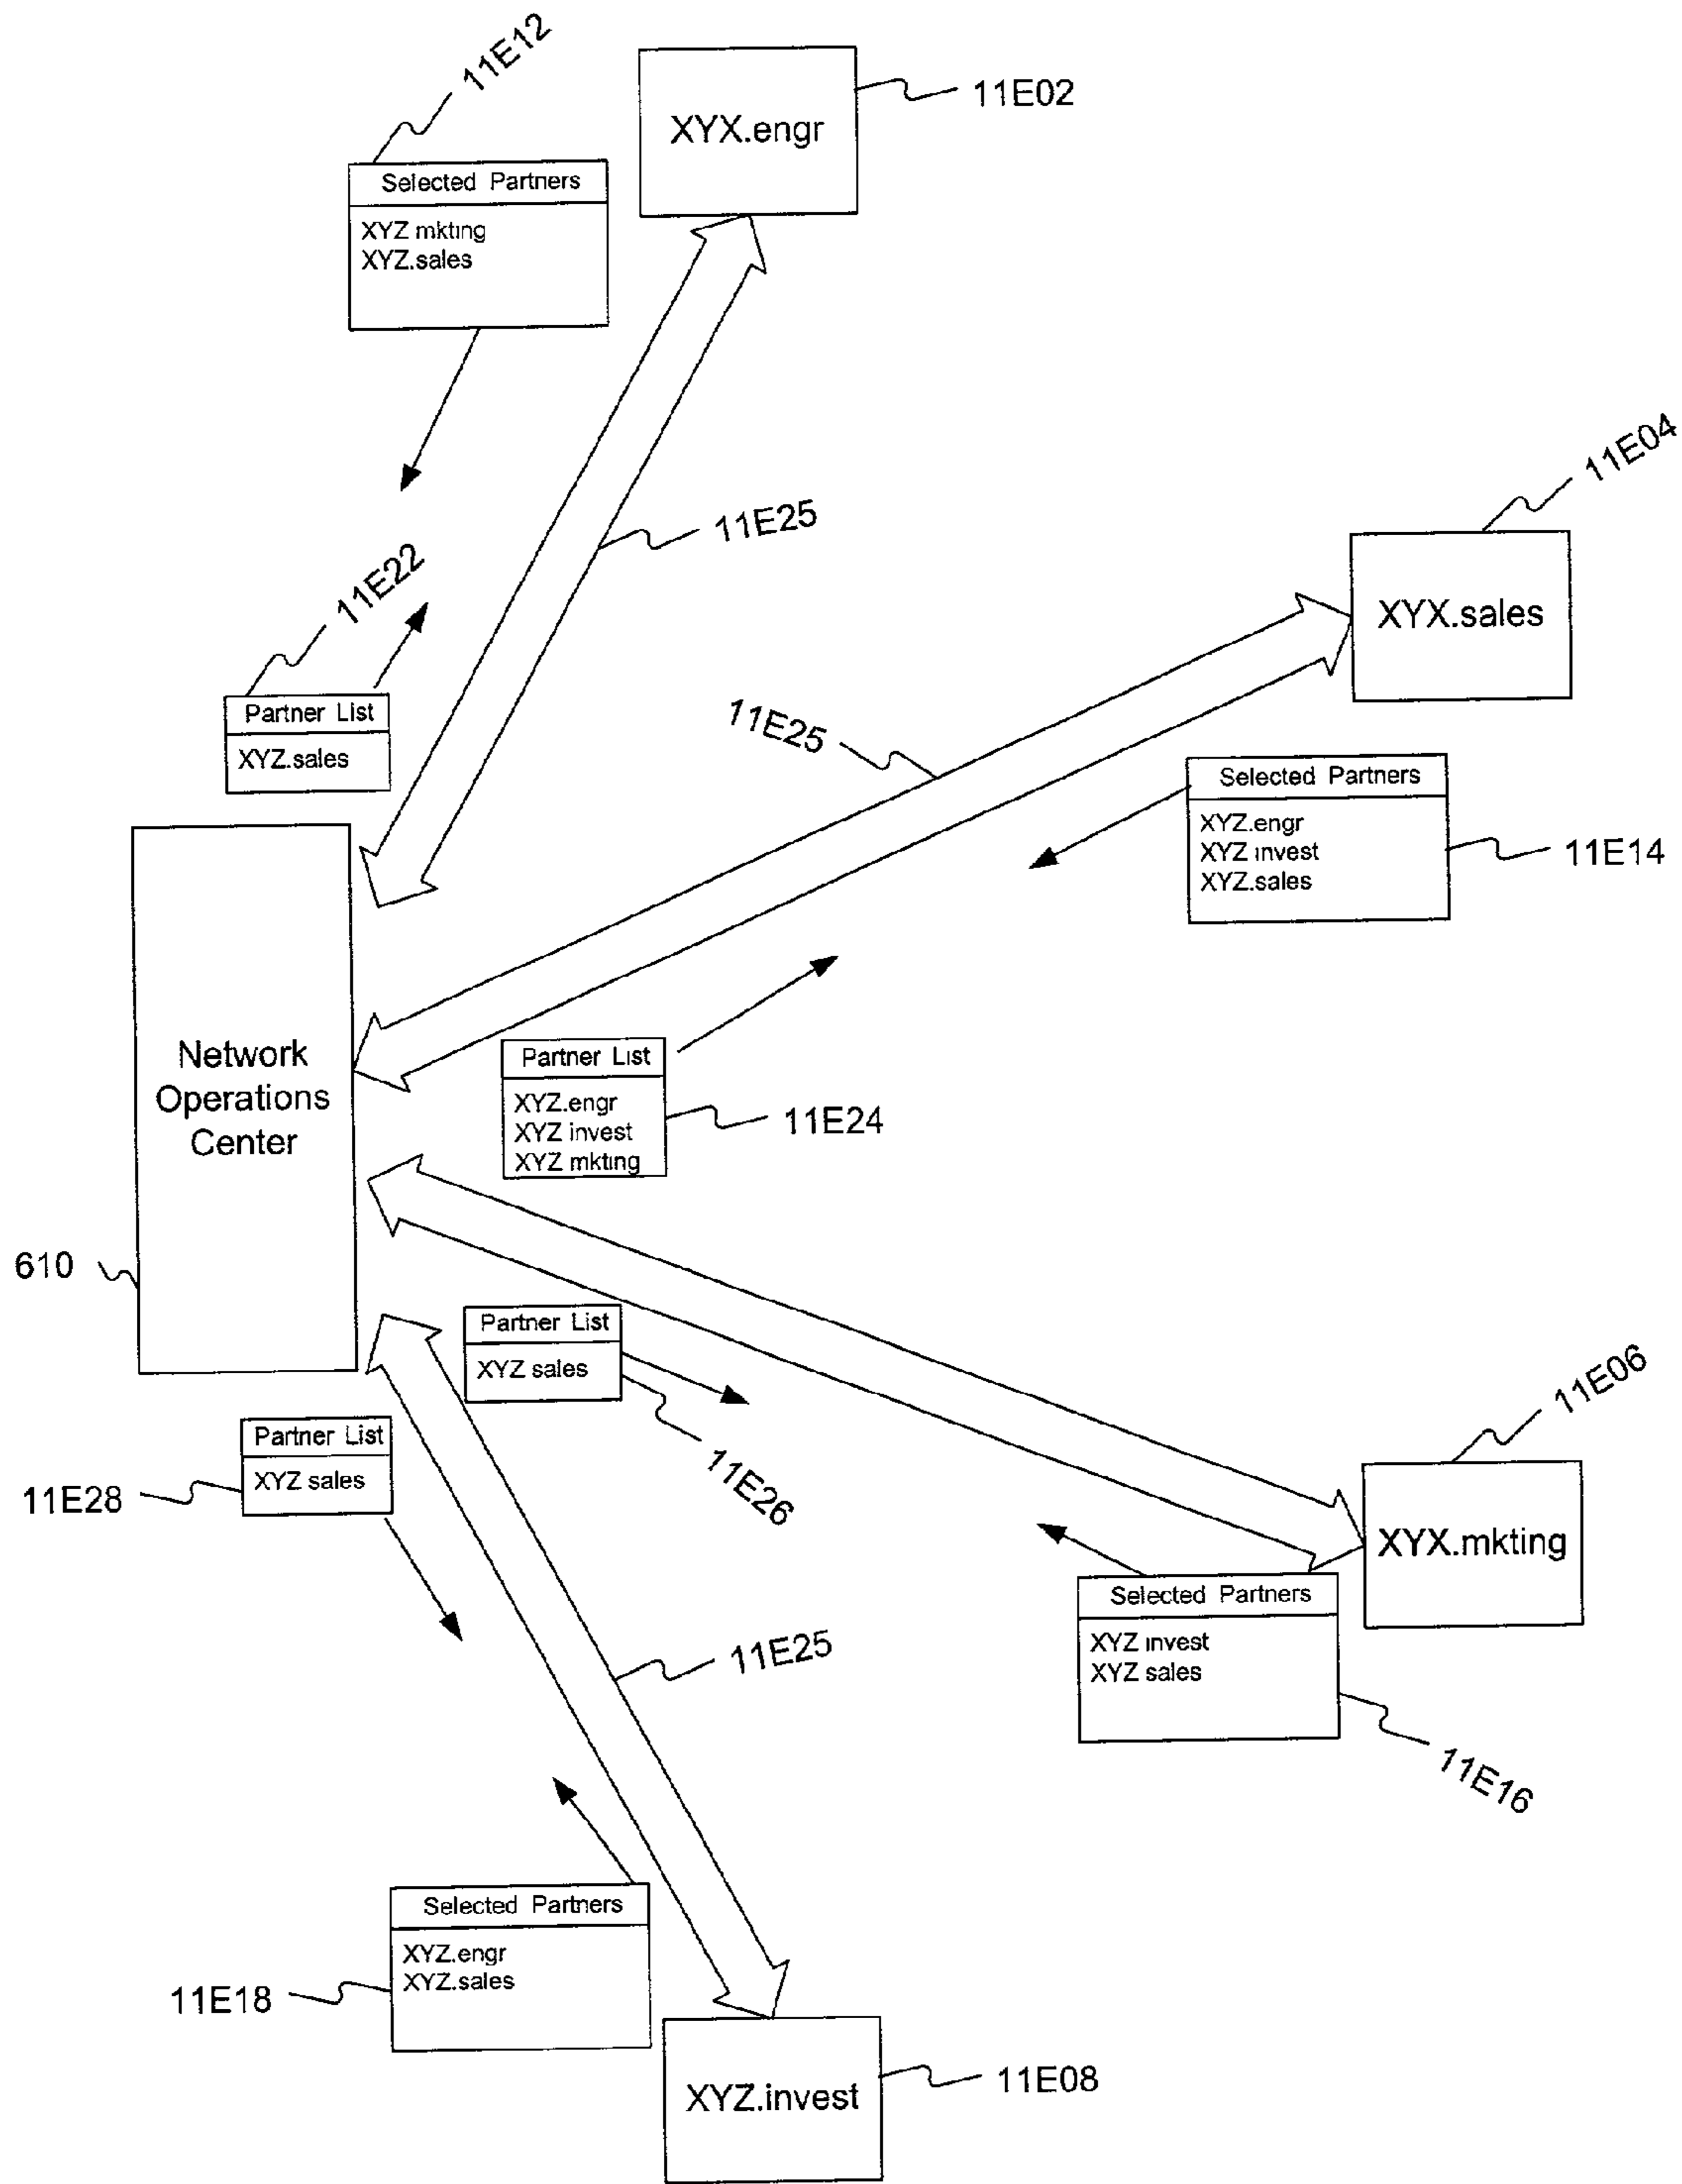 11E12
XYX.engr
11E02
Selected Partners
XYZ mkting
XYZ.sales
11E04
11E25
XYX.sales
11E22
Partner List
XYZ.sales
11E25
Selected Partners
XYZ.engr
XYZ invest
XYZ.sales
11E14
Network
Operations
Center
Partner List
XYZ.engr
XYZ invest
XYZ mkting
11E24
610
Partner List
XYZ sales
11E26
11E06
Partner List
XYZ sales
11E28
XYX.mkting
Selected Partners
XYZ invest
XYZ sales
11E16
11E25
Selected Partners
XYZ.engr
XYZ.sales
11E18
XYZ.invest
11E08